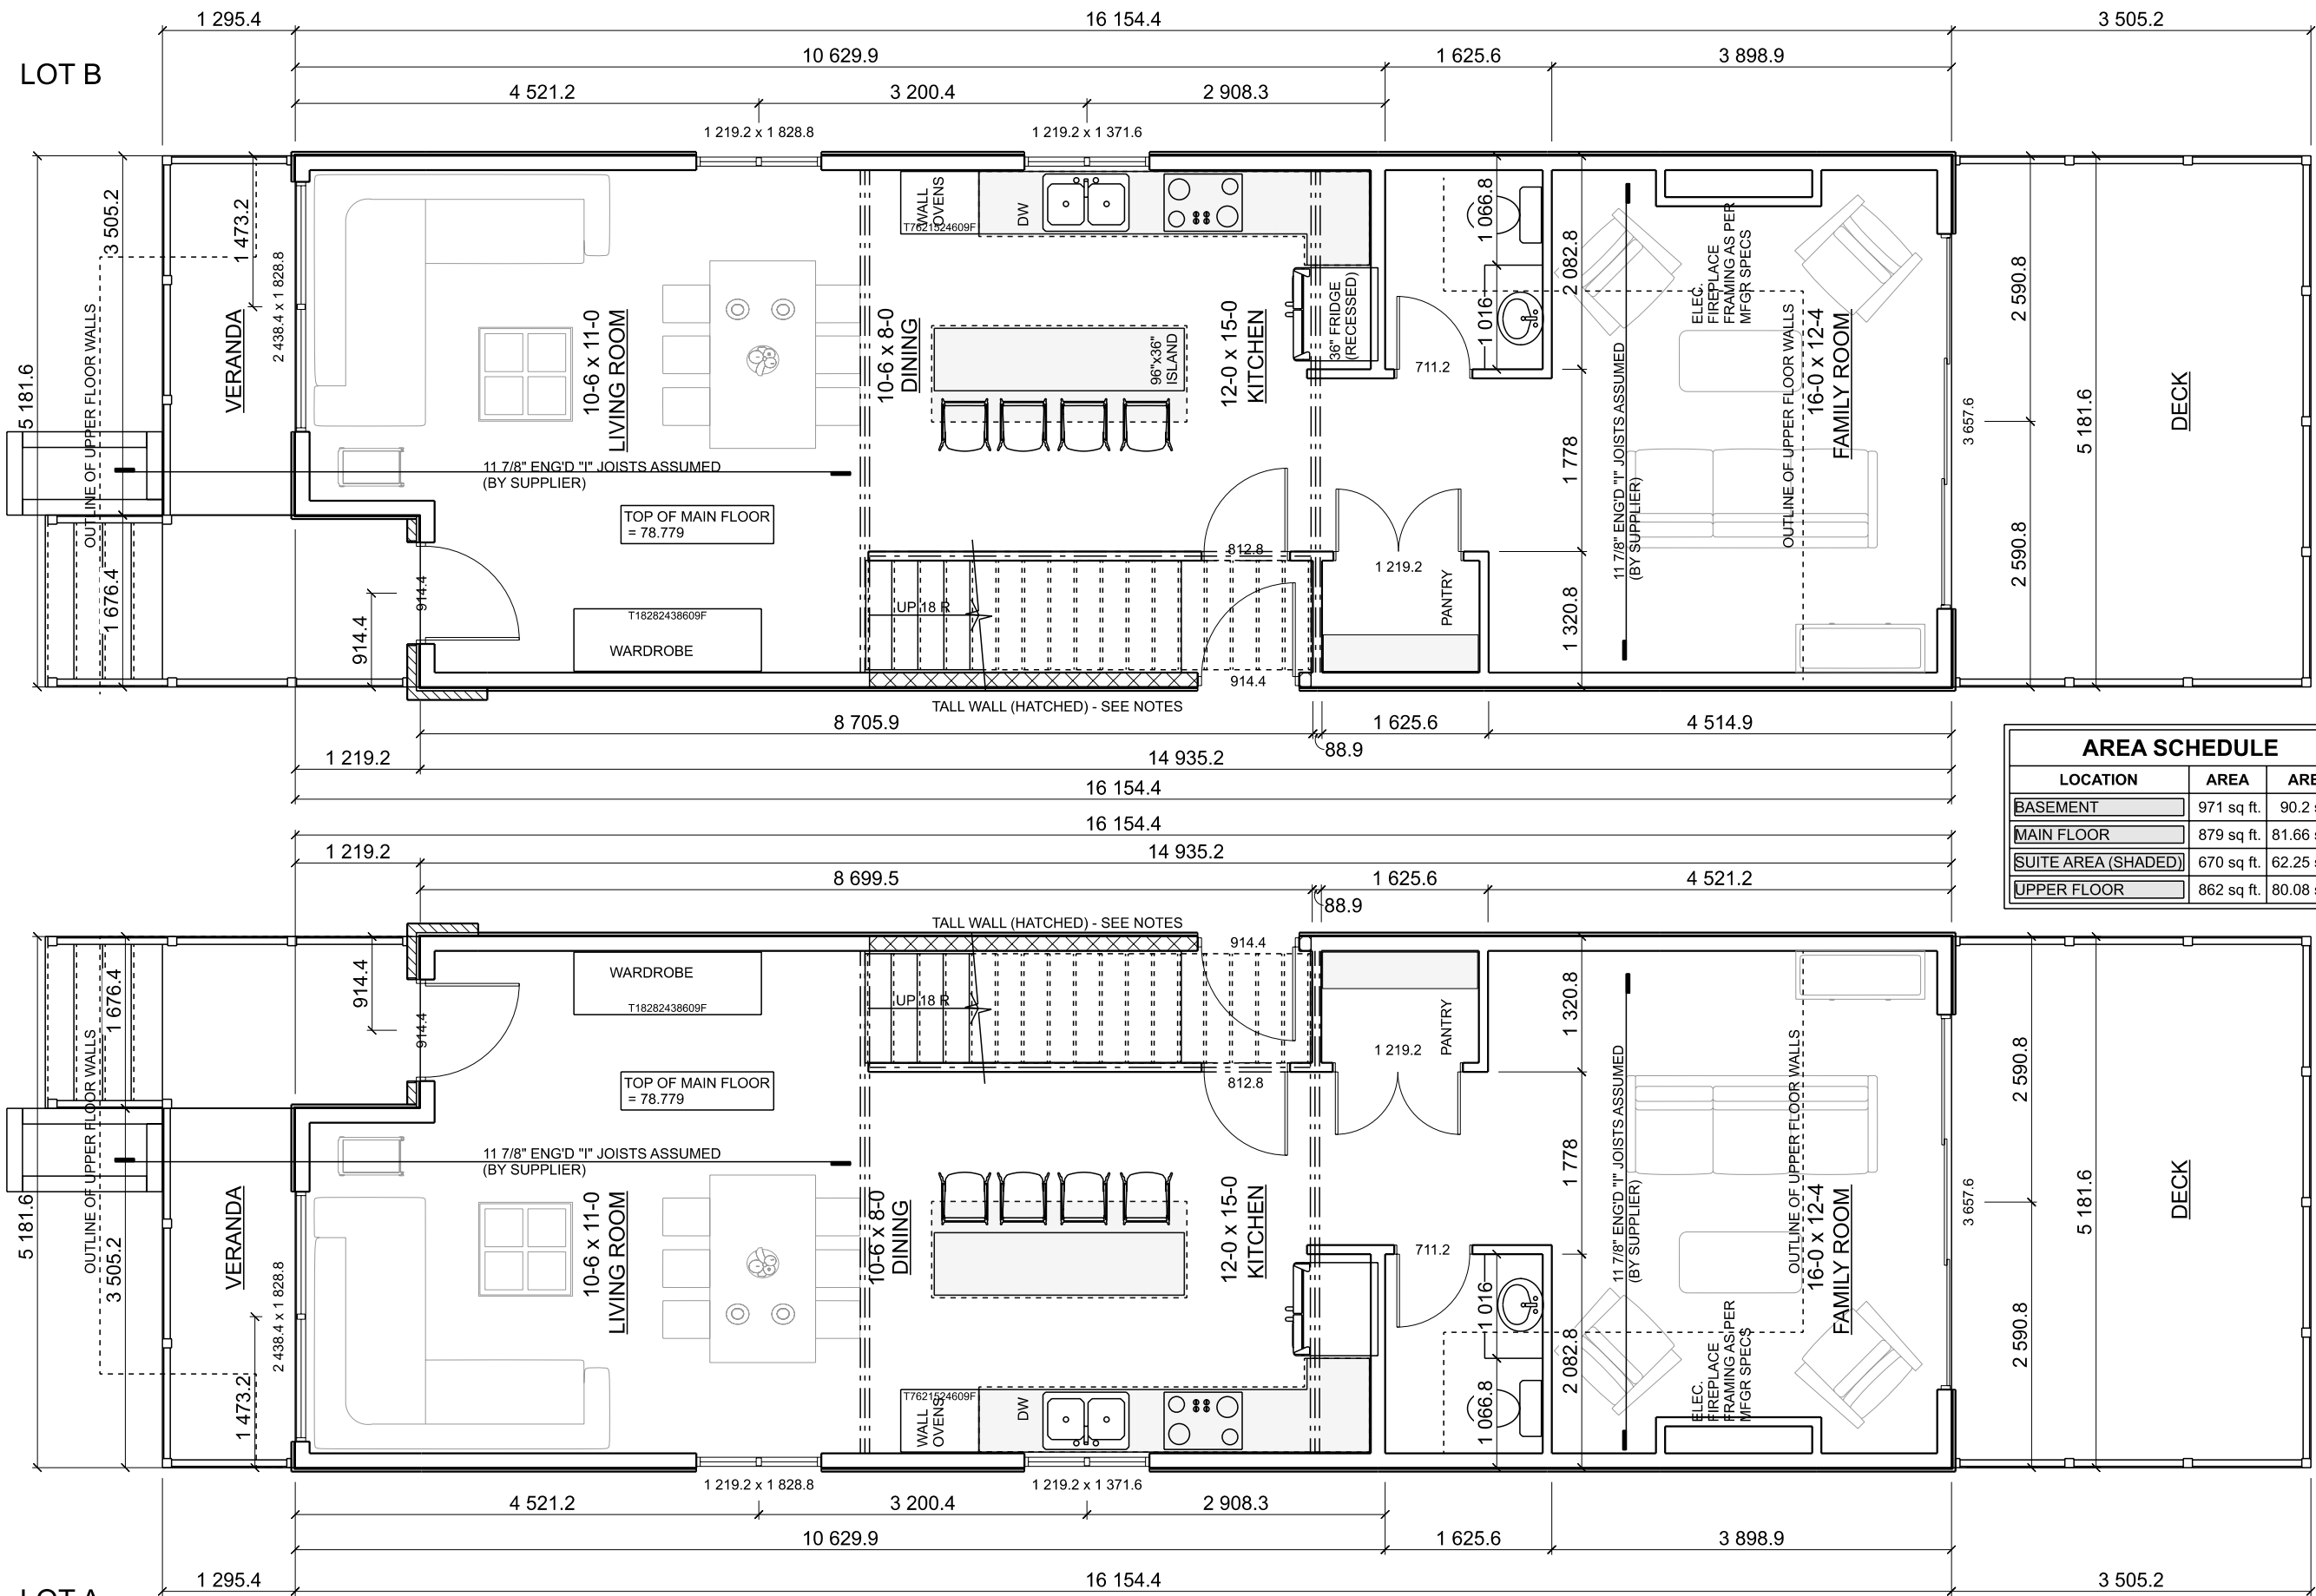 1 295.4
16 154.4
3 505.2
LOT B
10 629.9
1 625.6
3 898.9
4 521.2
3 200.4
2 908.3
1 219.2 x 1 828.8
1 219.2 x 1 371.6
5 181.6
3 505.2
1 676.4
OUTLINE OF UPPER FLOOR WALLS
1 473.2
VERANDA
2 438.4 x 1 828.8
914.4
914.4
10-6 x 11-0
LIVING ROOM
11 7/8" ENG'D "I" JOISTS ASSUMED
(BY SUPPLIER)
TOP OF MAIN FLOOR
= 78.779
T18282438609F
WARDROBE
10-6 x 8-0
DINING
WALL
OVENS
T7621524609F
DW
96"x36"
ISLAND
12-0 x 15-0
KITCHEN
36" FRIDGE
(RECESSED)
UP 18 R
812.8
914.4
711.2
1 219.2
PANTRY
1 066.8
1 016
2 082.8
1 778
1 320.8
11 7/8" ENG'D "I" JOISTS ASSUMED
(BY SUPPLIER)
ELEC.
FIREPLACE
FRAMING AS PER
MFGR SPECS
OUTLINE OF UPPER FLOOR WALLS
16-0 x 12-4
FAMILY ROOM
3 657.6
2 590.8
2 590.8
5 181.6
DECK
TALL WALL (HATCHED) - SEE NOTES
8 705.9
1 625.6
4 514.9
88.9
1 219.2
14 935.2
16 154.4
AREA SCHEDULE
LOCATION AREA ARE
BASEMENT 971 sq ft. 90.2 s
MAIN FLOOR 879 sq ft. 81.66 s
SUITE AREA (SHADED) 670 sq ft. 62.25 s
UPPER FLOOR 862 sq ft. 80.08 s
16 154.4
1 219.2
14 935.2
8 699.5
1 625.6
4 521.2
88.9
TALL WALL (HATCHED) - SEE NOTES
5 181.6
1 676.4
3 505.2
OUTLINE OF UPPER FLOOR WALLS
914.4
914.4
VERANDA
2 438.4 x 1 828.8
1 473.2
WARDROBE
T18282438609F
TOP OF MAIN FLOOR
= 78.779
11 7/8" ENG'D "I" JOISTS ASSUMED
(BY SUPPLIER)
10-6 x 11-0
LIVING ROOM
10-6 x 8-0
DINING
UP 18 R
914.4
812.8
1 219.2
PANTRY
12-0 x 15-0
KITCHEN
T7621524609F
WALL
OVENS
DW
711.2
1 320.8
1 778
1 016
1 066.8
2 082.8
11 7/8" ENG'D "I" JOISTS ASSUMED
(BY SUPPLIER)
ELEC.
FIREPLACE
FRAMING AS PER
MFGR SPECS
OUTLINE OF UPPER FLOOR WALLS
16-0 x 12-4
FAMILY ROOM
3 657.6
2 590.8
2 590.8
5 181.6
DECK
1 219.2 x 1 828.8
1 219.2 x 1 371.6
4 521.2
3 200.4
2 908.3
10 629.9
1 625.6
3 898.9
1 295.4
16 154.4
3 505.2
LOT A